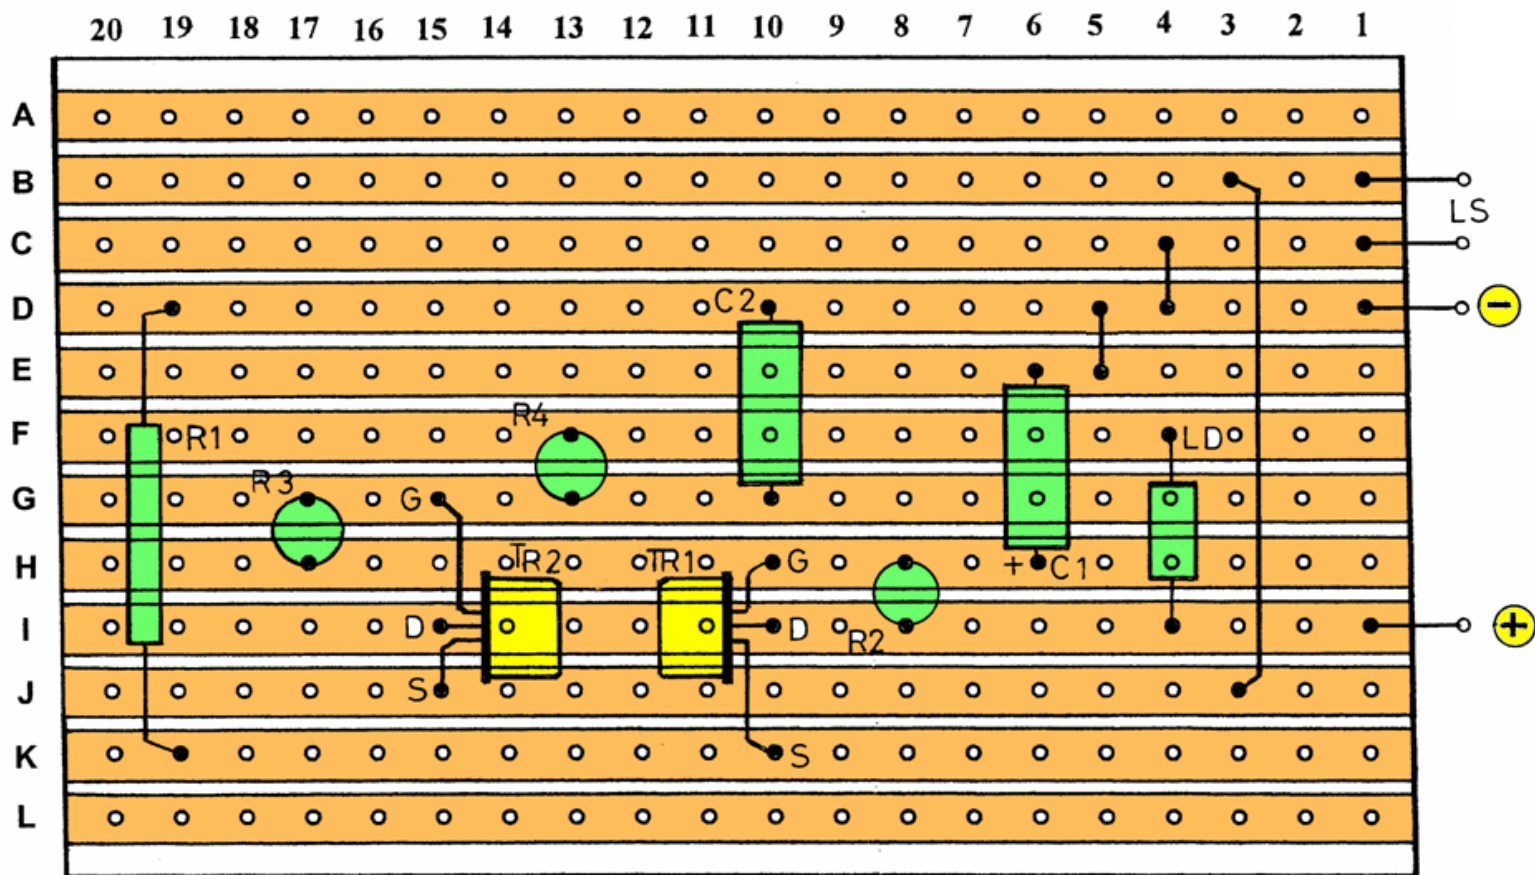 20 19 18 17 16 15 14 13 12 11 10 9 8 7 6 5 4 3 2 1
A
B
LS
C
D C2 −
E
F R1 R4 LD
G R3 G
H TR2 TR1 G + C1
I D D R2 +
J S
K S
L